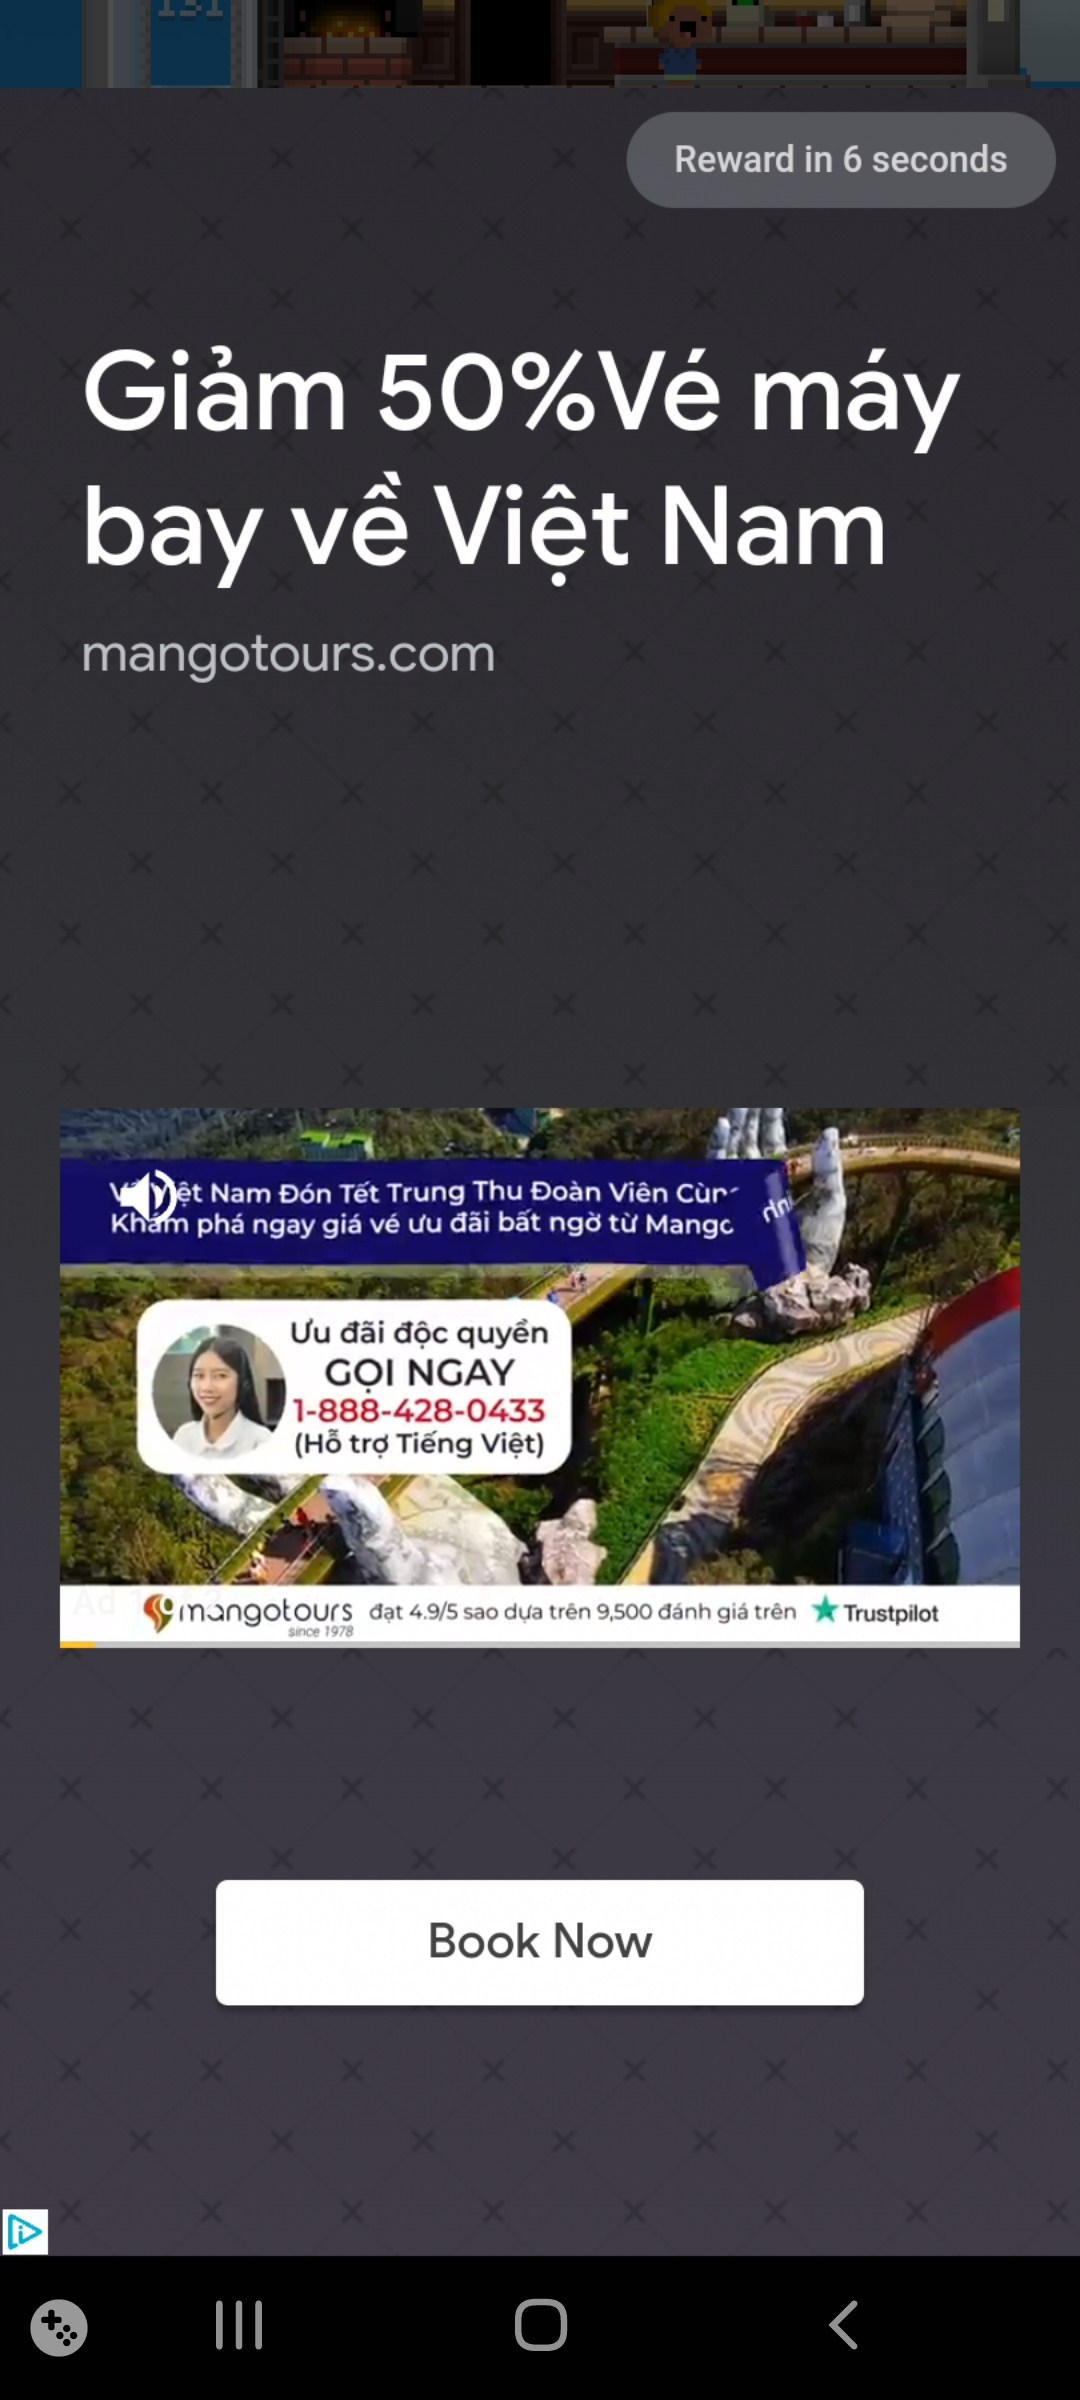 131
Reward in 6 seconds
Giảm 50%Vé máy
bay về Việt Nam
mangotours.com
Nam Đón Tết Trung Thu Đoàn Viên
Khám phá ngay giá vé ưu đãi bất ngờ từ
Ưu đãi độc quyền
GỌI NGAY
1-888-428-0433
(Hỗ trợ Tiếng Việt)
Ad
mangotours đạt 4.9/5 sao dựa trên 9,500 đánh giá trên Trustpilot
since 1978
Book Now